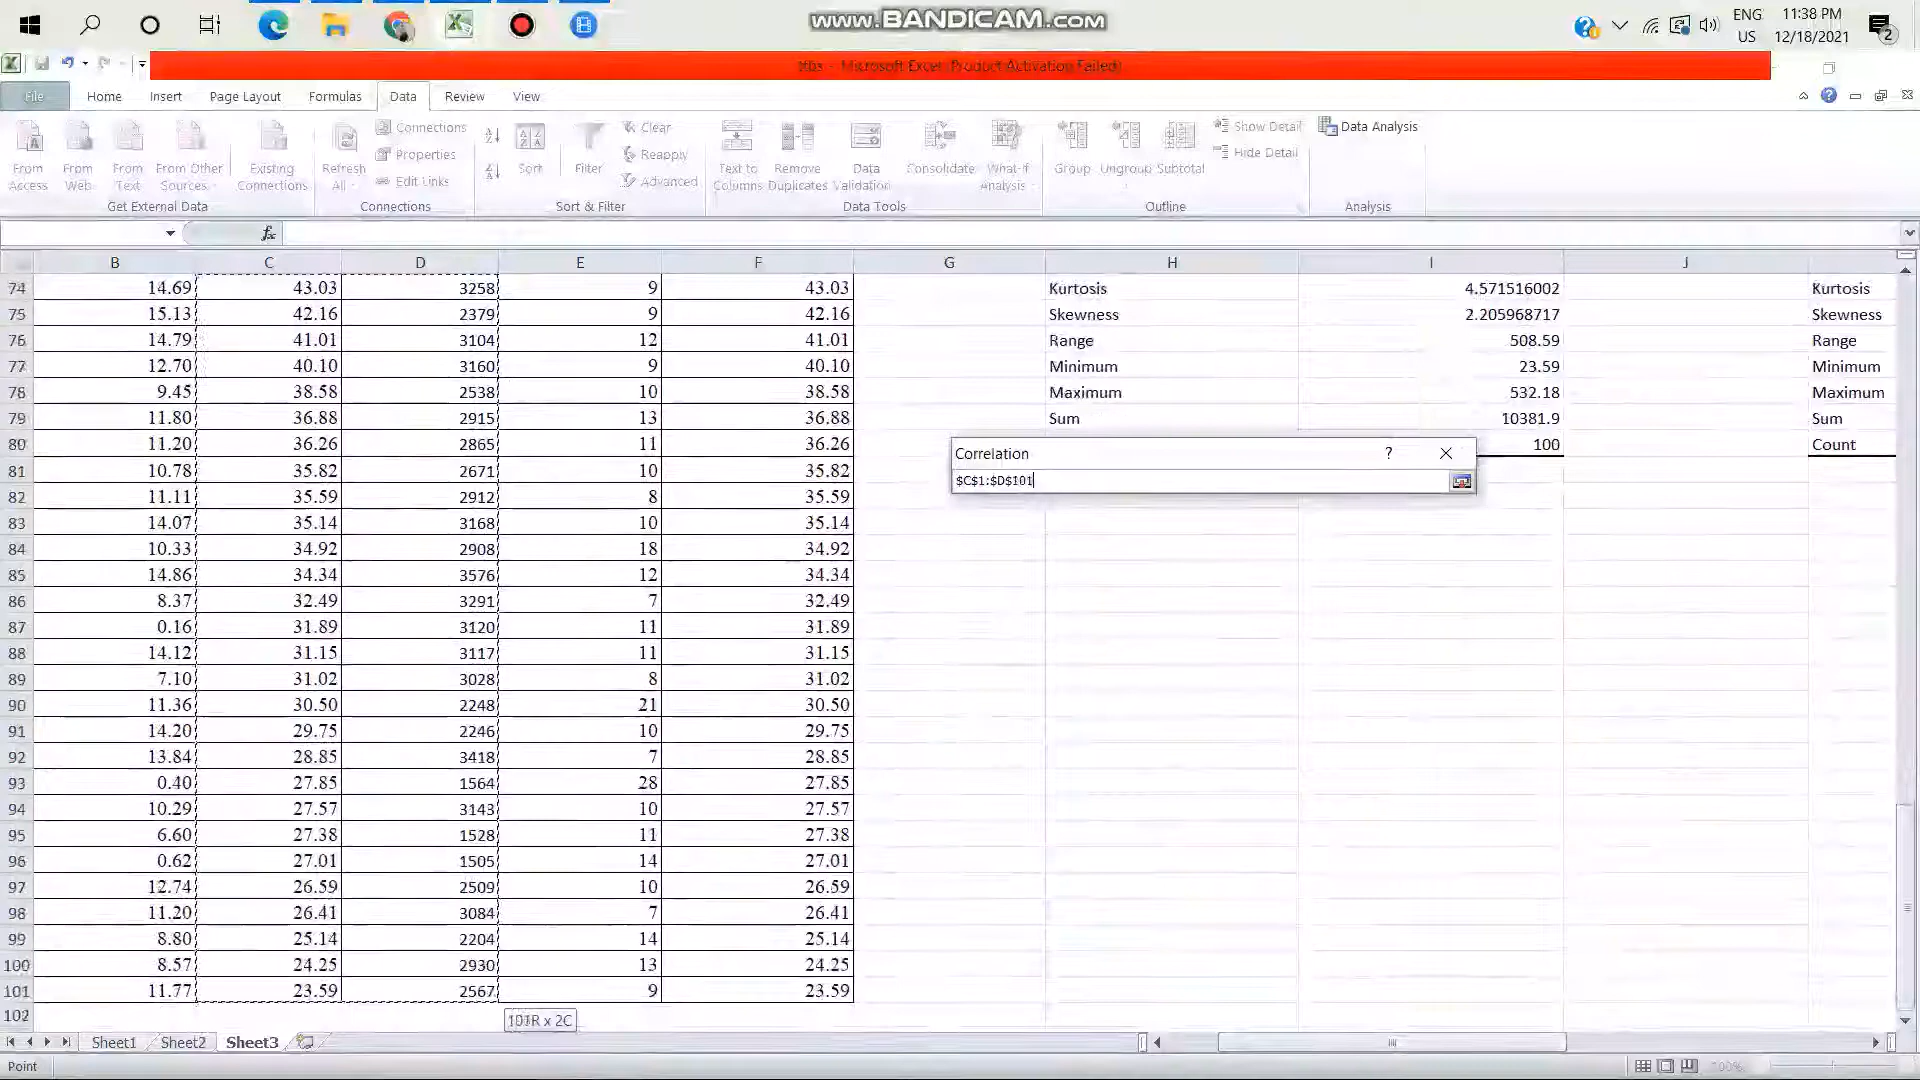 www.BANDICAM.com
ENG
US
11:38 PM
12/18/2021
2
Microsoft Excel (Product Activation Failed)
File Home Insert Page Layout Formulas Data Review View
From Access
From Web
From Text
From Other Sources
Existing Connections
Get External Data
Refresh All
Connections
Properties
Edit Links
Connections
Sort
Filter
Clear
Reapply
Advanced
Sort & Filter
Text to Columns
Remove Duplicates
Data Validation
Consolidate
What-If Analysis
Data Tools
Group
Ungroup
Subtotal
Show Detail
Hide Detail
Outline
Data Analysis
Analysis
fx
B C D E F G H I J
74 14.69 43.03 3258 9 43.03 Kurtosis 4.571516002 Kurtosis
75 15.13 42.16 2379 9 42.16 Skewness 2.205968717 Skewness
76 14.79 41.01 3104 12 41.01 Range 508.59 Range
77 12.70 40.10 3160 9 40.10 Minimum 23.59 Minimum
78 9.45 38.58 2538 10 38.58 Maximum 532.18 Maximum
79 11.80 36.88 2915 13 36.88 Sum 10381.9 Sum
80 11.20 36.26 2865 11 36.26 100 Count
Correlation ?
$C$1:$D$101
81 10.78 35.82 2671 10 35.82
82 11.11 35.59 2912 8 35.59
83 14.07 35.14 3168 10 35.14
84 10.33 34.92 2908 18 34.92
85 14.86 34.34 3576 12 34.34
86 8.37 32.49 3291 7 32.49
87 0.16 31.89 3120 11 31.89
88 14.12 31.15 3117 11 31.15
89 7.10 31.02 3028 8 31.02
90 11.36 30.50 2248 21 30.50
91 14.20 29.75 2246 10 29.75
92 13.84 28.85 3418 7 28.85
93 0.40 27.85 1564 28 27.85
94 10.29 27.57 3143 10 27.57
95 6.60 27.38 1528 11 27.38
96 0.62 27.01 1505 14 27.01
97 12.74 26.59 2509 10 26.59
98 11.20 26.41 3084 7 26.41
99 8.80 25.14 2204 14 25.14
100 8.57 24.25 2930 13 24.25
101 11.77 23.59 2567 9 23.59
102
101R x 2C
Sheet1 Sheet2 Sheet3
Point
100%